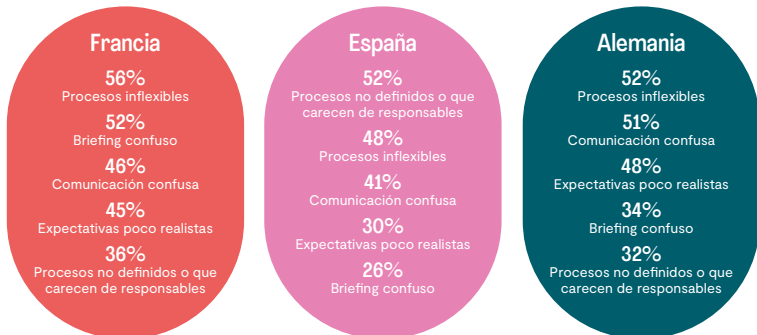 Francia
56%
Procesos inflexibles
52%
Briefing confuso
46%
Comunicación confusa
45%
Expectativas poco realistas
36%
Procesos no definidos o que
carecen de responsables
España
52%
Procesos no definidos o que
carecen de responsables
48%
Procesos inflexibles
41%
Comunicación confusa
30%
Expectativas poco realistas
26%
Briefing confuso
Alemania
52%
Procesos inflexibles
51%
Comunicación confusa
48%
Expectativas poco realistas
34%
Briefing confuso
32%
Procesos no definidos o que
carecen de responsables